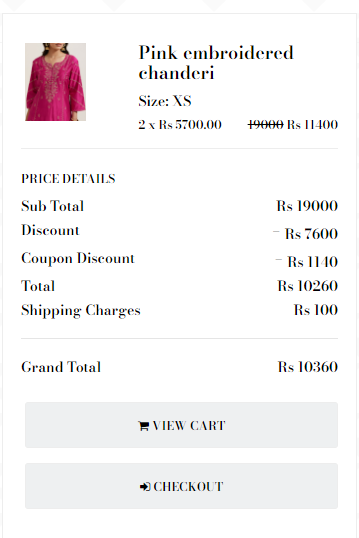 Pink embroidered
chanderi
Size: XS
2 x Rs 5700.00 19000 Rs 11400
PRICE DETAILS
Sub Total Rs 19000
Discount - Rs 7600
Coupon Discount - Rs 1140
Total Rs 10260
Shipping Charges Rs 100
Grand Total Rs 10360
VIEW CART
CHECKOUT